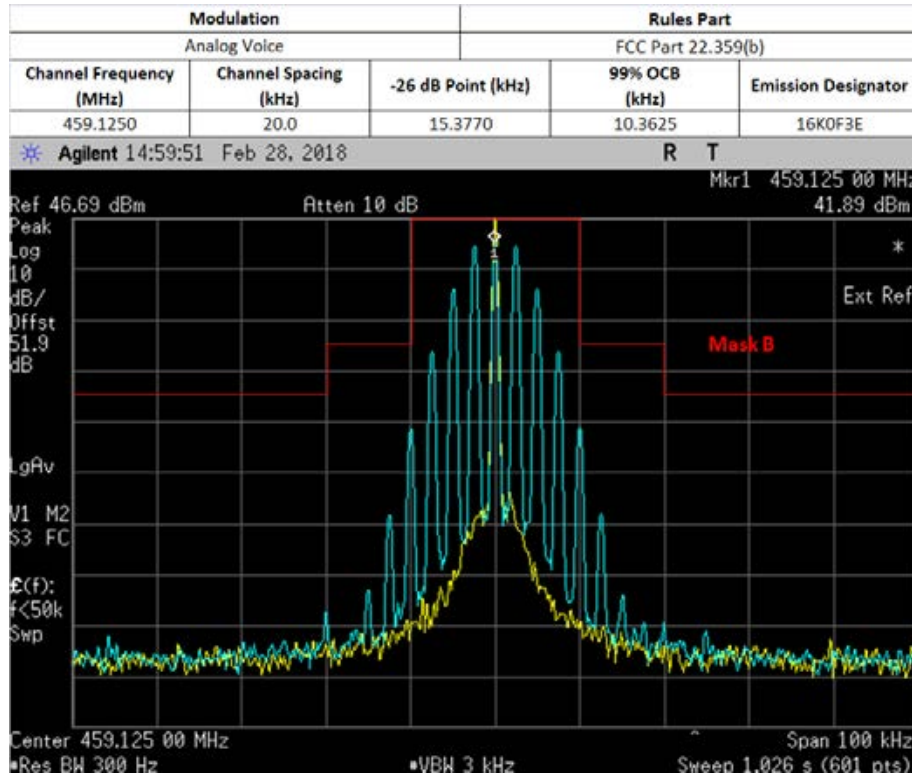 Modulation Rules Part
Analog Voice FCC Part 22.359(b)
Channel Frequency (MHz) Channel Spacing (kHz) -26 dB Point (kHz) 99% OCB (kHz) Emission Designator
459.1250 20.0 15.3770 10.3625 16K0F3E
Agilent 14:59:51 Feb 28, 2018 R T
Mkr1 459.125 00 MHz
Ref 46.69 dBm Atten 10 dB 41.89 dBm
Peak
Log
10
dB/
Offst
51.9
dB
1
*
Ext Ref
Mask B
LgAv
V1 M2
S3 FC
£(f):
f<50k
Swp
Center 459.125 00 MHz Span 100 kHz
Res BW 300 Hz VBW 3 kHz Sweep 1.026 s (601 pts)